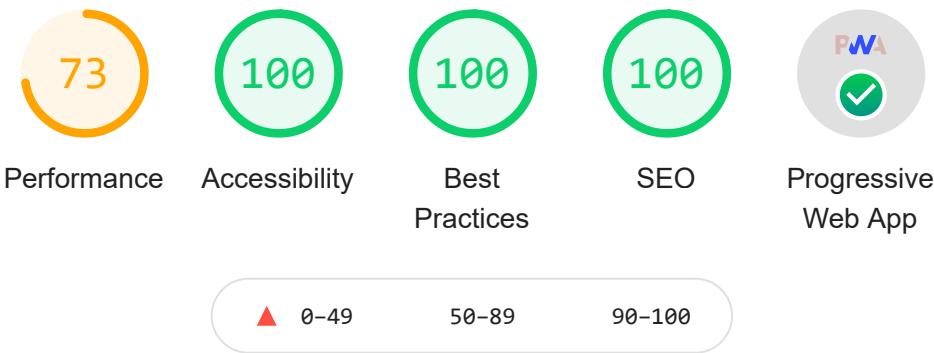 73
100
100
100
PWA
Performance
Accessibility
Best
Practices
SEO
Progressive
Web App
0–49
50–89
90–100